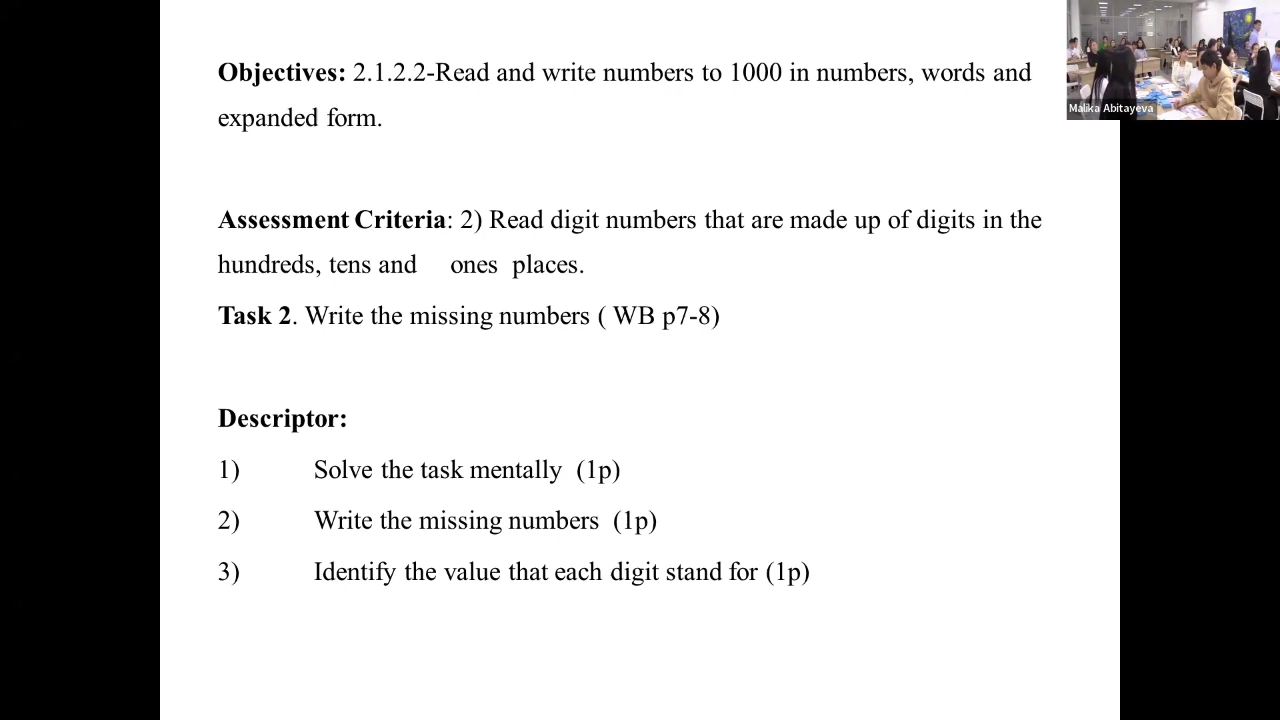 Objectives: 2.1.2.2-Read and write numbers to 1000 in numbers, words and
expanded form.
Assessment Criteria: 2) Read digit numbers that are made up of digits in the
hundreds, tens and ones places.
Task 2. Write the missing numbers ( WB p7-8)
Descriptor:
1) Solve the task mentally (1p)
2) Write the missing numbers (1p)
3) Identify the value that each digit stand for (1p)
Malika Abitayeva